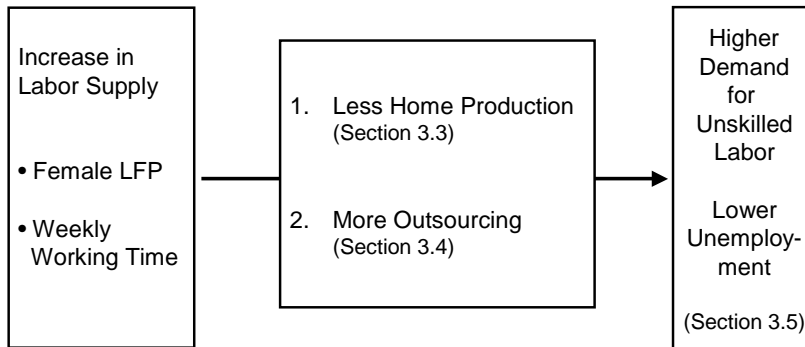 Increase in
Labor Supply
• Female LFP
• Weekly
Working Time
1. Less Home Production
(Section 3.3)
2. More Outsourcing
(Section 3.4)
Higher
Demand
for
Unskilled
Labor
Lower
Unemploy-
ment
(Section 3.5)